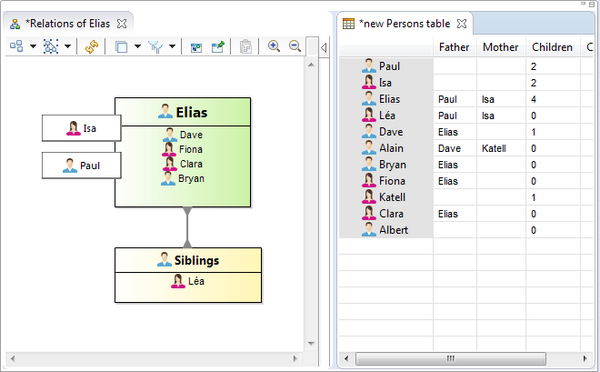 *Relations of Elias
Elias
Dave
Fiona
Clara
Bryan
Isa
Paul
Siblings
Léa
*new Persons table
Father Mother Children C
Paul 2
Isa 2
Elias Paul Isa 4
Léa Paul Isa 0
Dave Elias 1
Alain Dave Katell 0
Bryan Elias 0
Fiona Elias 0
Katell 1
Clara Elias 0
Albert 0